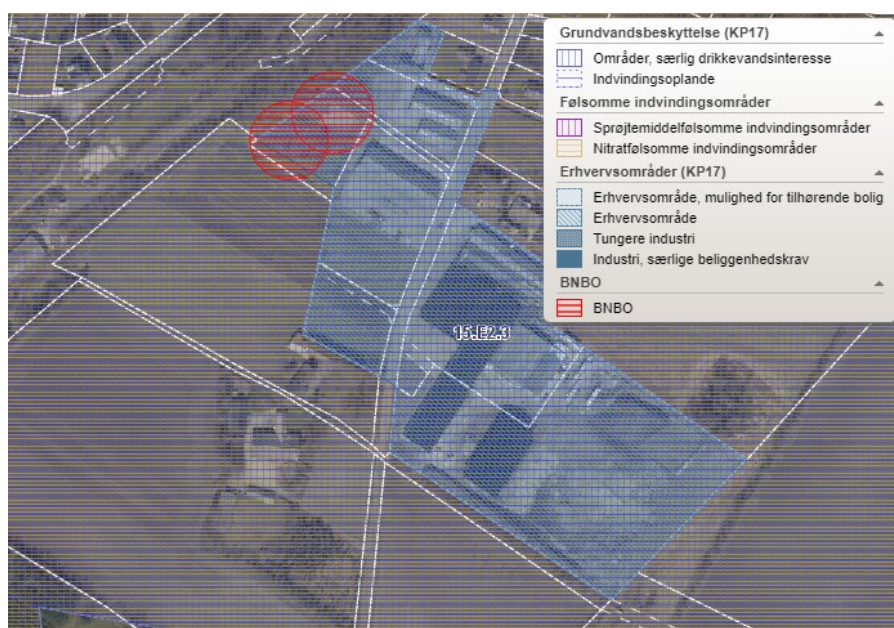 Grundvandsbeskyttelse (KP17)
Områder, særlig drikkevandsinteresse
Indvindingsoplande
Følsomme indvindingsområder
Sprøjtemiddelfølsomme indvindingsområder
Nitratfølsomme indvindingsområder
Erhvervsområder (KP17)
Erhvervsområde, mulighed for tilhørende bolig
Erhvervsområde
Tungere industri
Industri, særlige beliggenhedskrav
BNBO
BNBO
15.E2.3